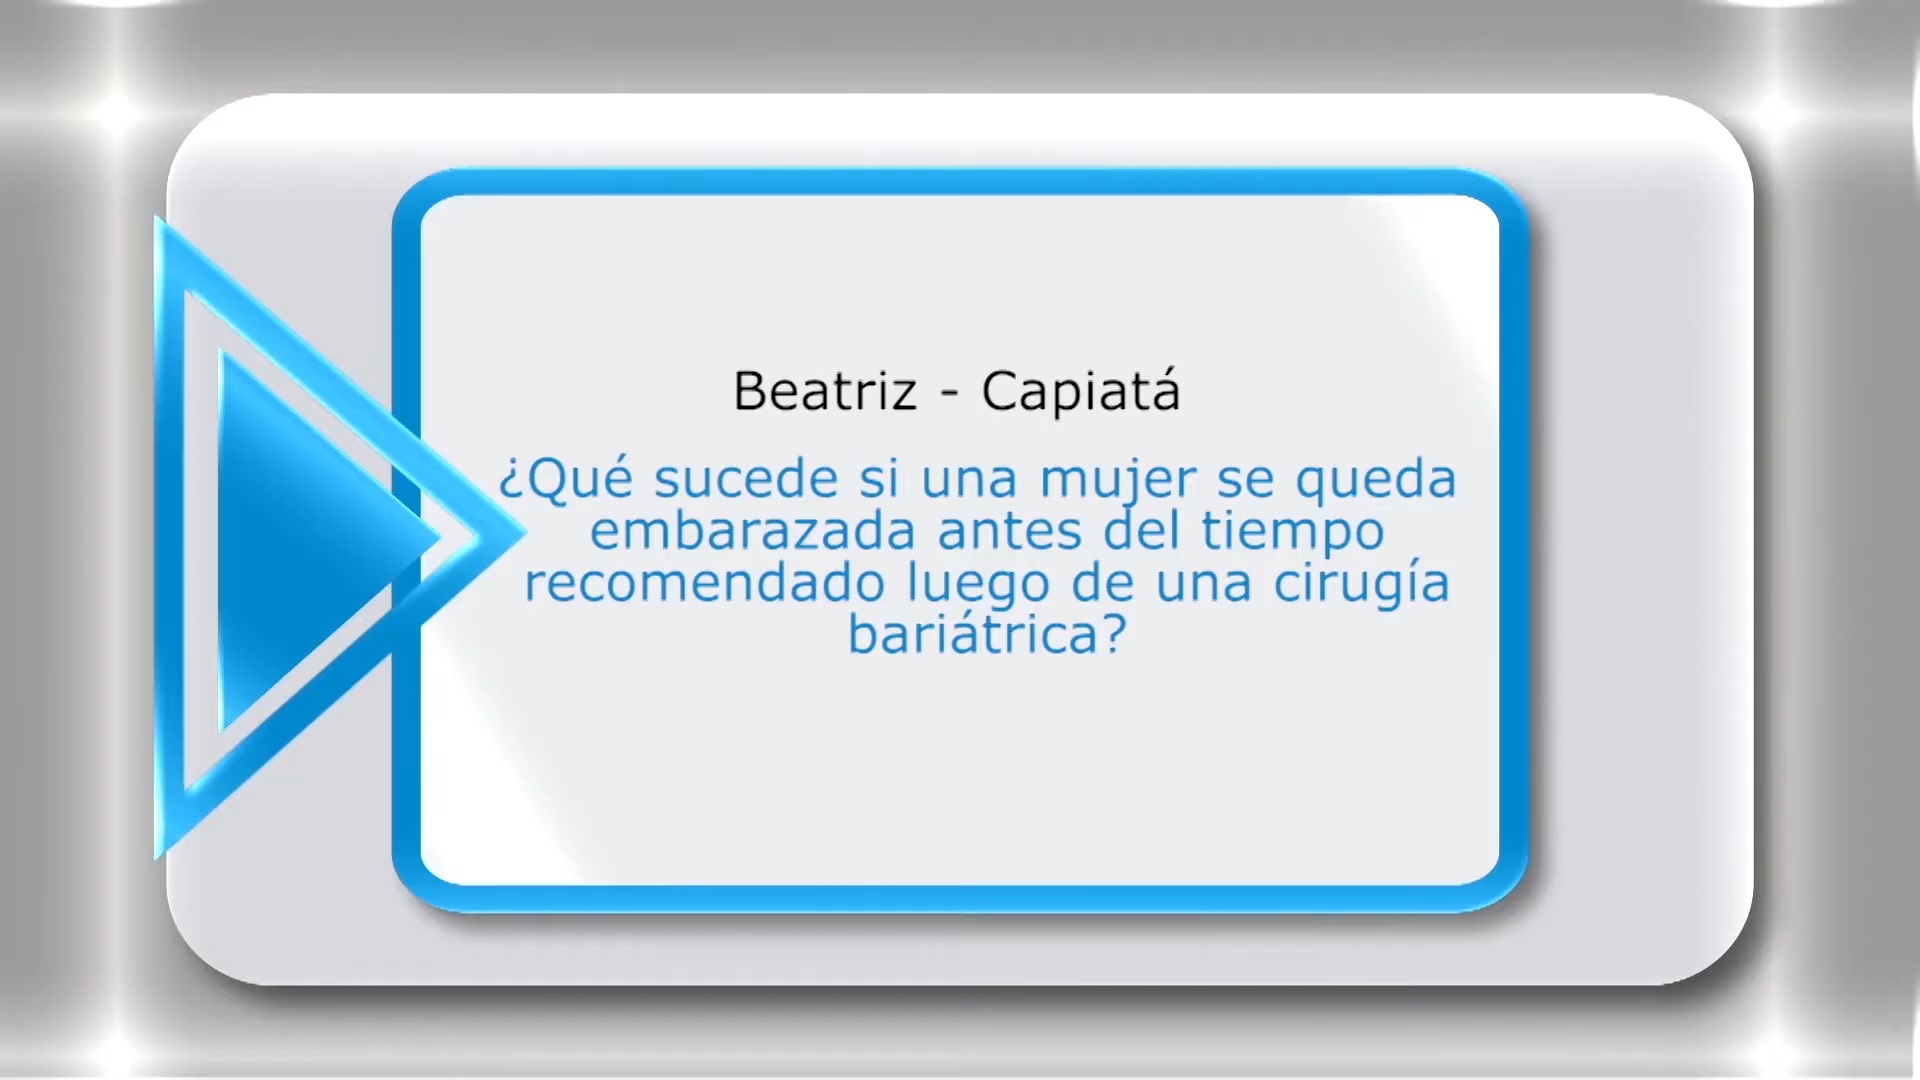 Beatriz - Capiatá
¿Qué sucede si una mujer se queda
embarazada antes del tiempo
recomendado luego de una cirugía
bariátrica?